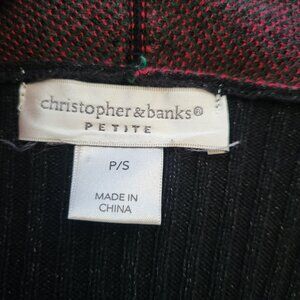 christopher & banks®
PETITE
P/S
MADE IN
CHINA